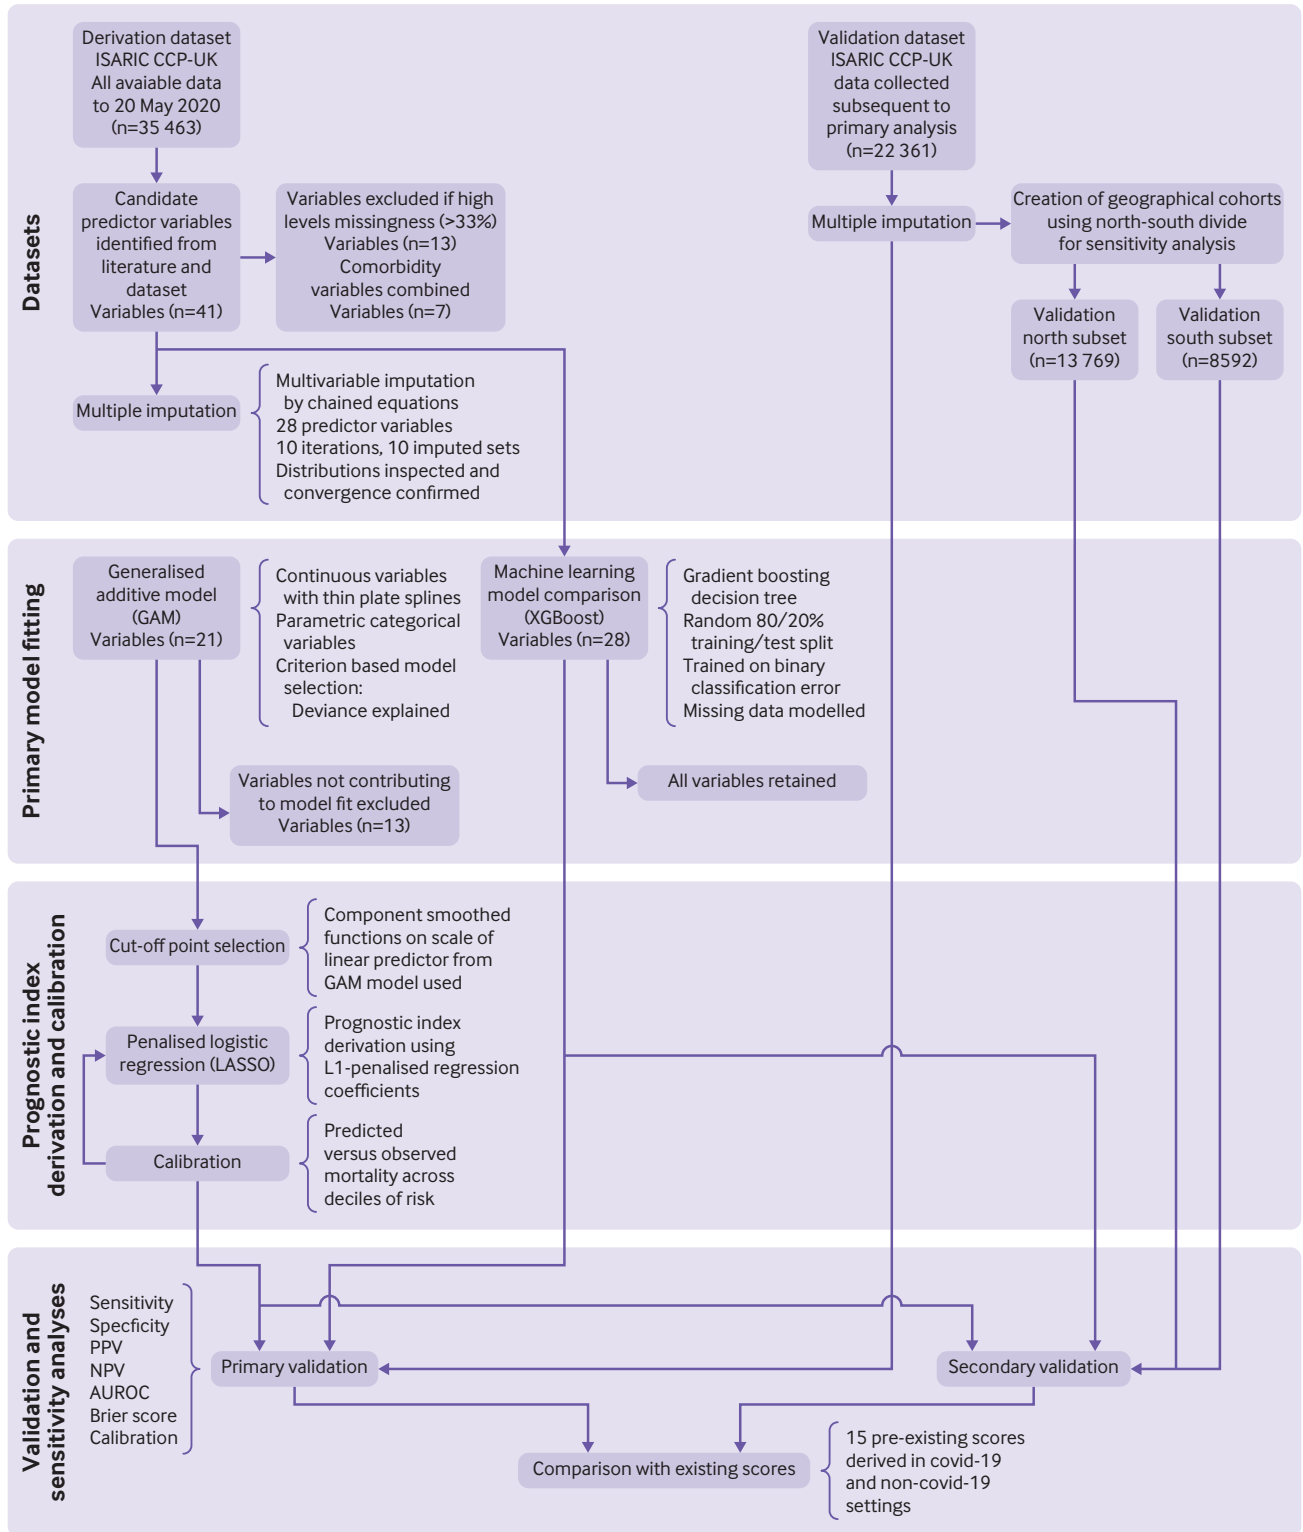 Datasets
Derivation dataset
ISARIC CCP-UK
All avaiable data
to 20 May 2020
(n=35 463)
Candidate
predictor variables
identified from
literature and
dataset
Variables (n=41)
Variables excluded if high
levels missingness (>33%)
Variables (n=13)
Comorbidity
variables combined
Variables (n=7)
Multiple imputation
Multivariable imputation
by chained equations
28 predictor variables
10 iterations, 10 imputed sets
Distributions inspected and
convergence confirmed
Validation dataset
ISARIC CCP-UK
data collected
subsequent to
primary analysis
(n=22 361)
Multiple imputation
Creation of geographical cohorts
using north-south divide
for sensitivity analysis
Validation
north subset
(n=13 769)
Validation
south subset
(n=8592)
Primary model fitting
Generalised
additive model
(GAM)
Variables (n=21)
Continuous variables
with thin plate splines
Parametric categorical
variables
Criterion based model
selection:
Deviance explained
Machine learning
model comparison
(XGBoost)
Variables (n=28)
Gradient boosting
decision tree
Random 80/20%
training/test split
Trained on binary
classification error
Missing data modelled
Variables not contributing
to model fit excluded
Variables (n=13)
All variables retained
Prognostic index
derivation and calibration
Cut-off point selection
Component smoothed
functions on scale of
linear predictor from
GAM model used
Penalised logistic
regression (LASSO)
Prognostic index
derivation using
L1-penalised regression
coefficients
Calibration
Predicted
versus observed
mortality across
deciles of risk
Validation and
sensitivity analyses
Sensitivity
Specficity
PPV
NPV
AUROC
Brier score
Calibration
Primary validation
Secondary validation
Comparison with existing scores
15 pre-existing scores
derived in covid-19
and non-covid-19
settings